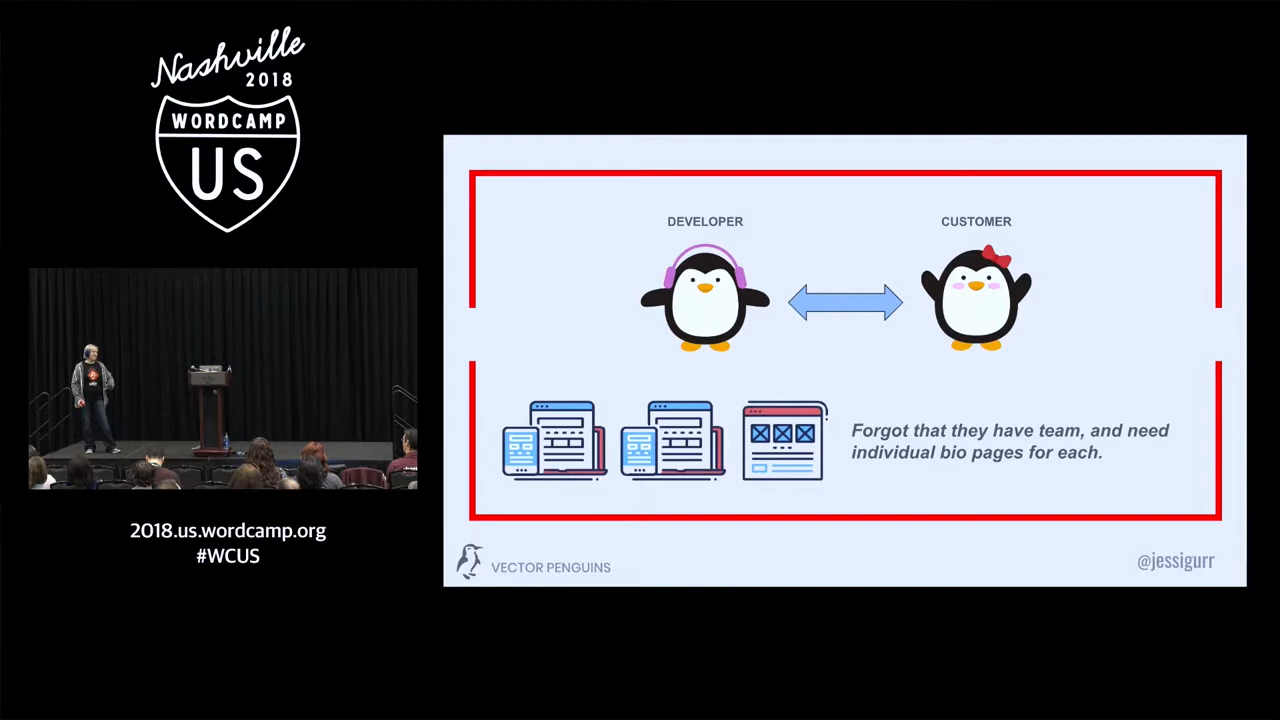 Nashville
2018
WORDCAMP
US
2018.us.wordcamp.org
#WCUS
DEVELOPER
CUSTOMER
Forgot that they have team, and need
individual bio pages for each.
VECTOR PENGUINS
@jessigurr